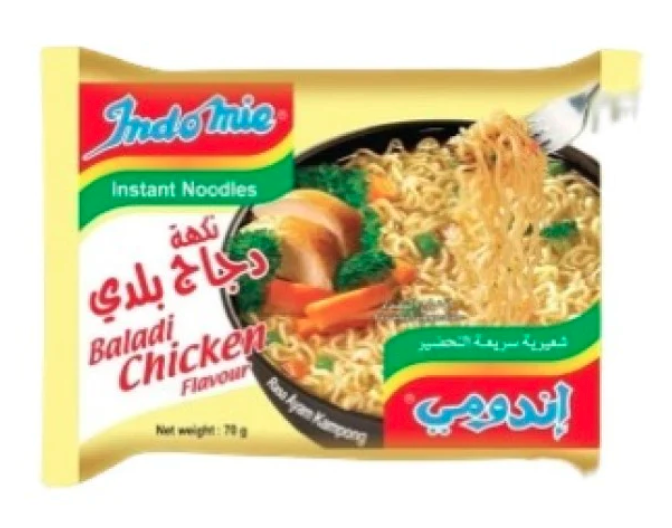 Indomie®
Instant Noodles
نكهة
دجاج بلدي
Baladi
Chicken
Flavour
Net weight : 70 g
Rasa Ayam Kampong
شعيرية سريعة التحضير
إندومي®